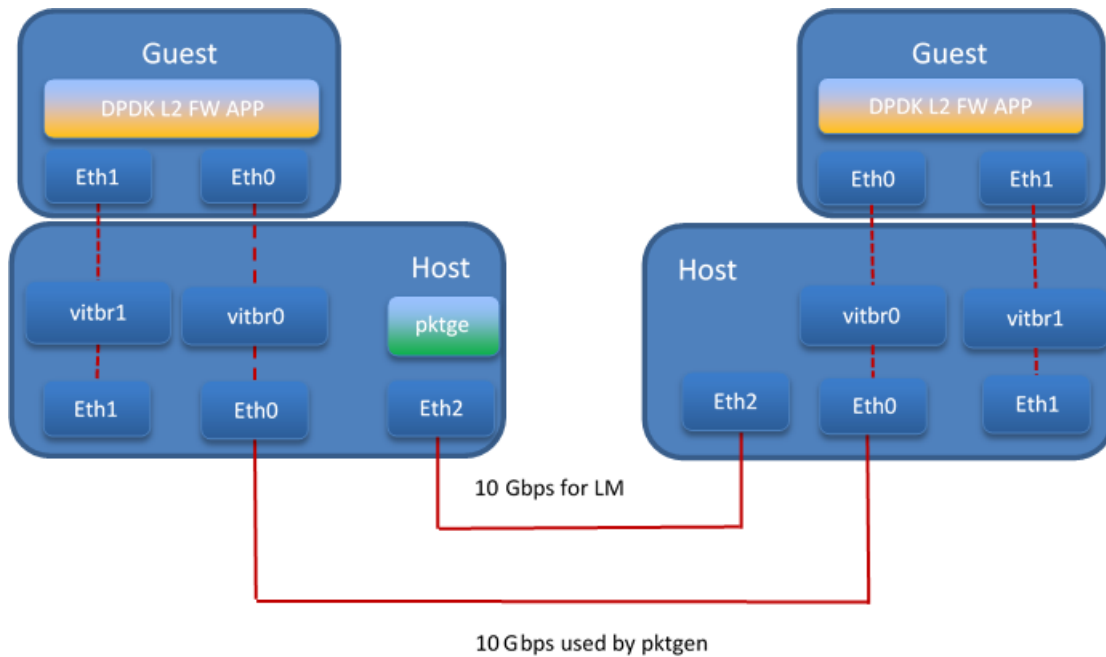 Guest
DPDK L2 FW APP
Eth1
Eth0
Host
vitbr1
vitbr0
pktge
Eth1
Eth0
Eth2
Guest
DPDK L2 FW APP
Eth0
Eth1
Host
vitbr0
vitbr1
Eth2
Eth0
Eth1
10 Gbps for LM
10 Gbps used by pktgen